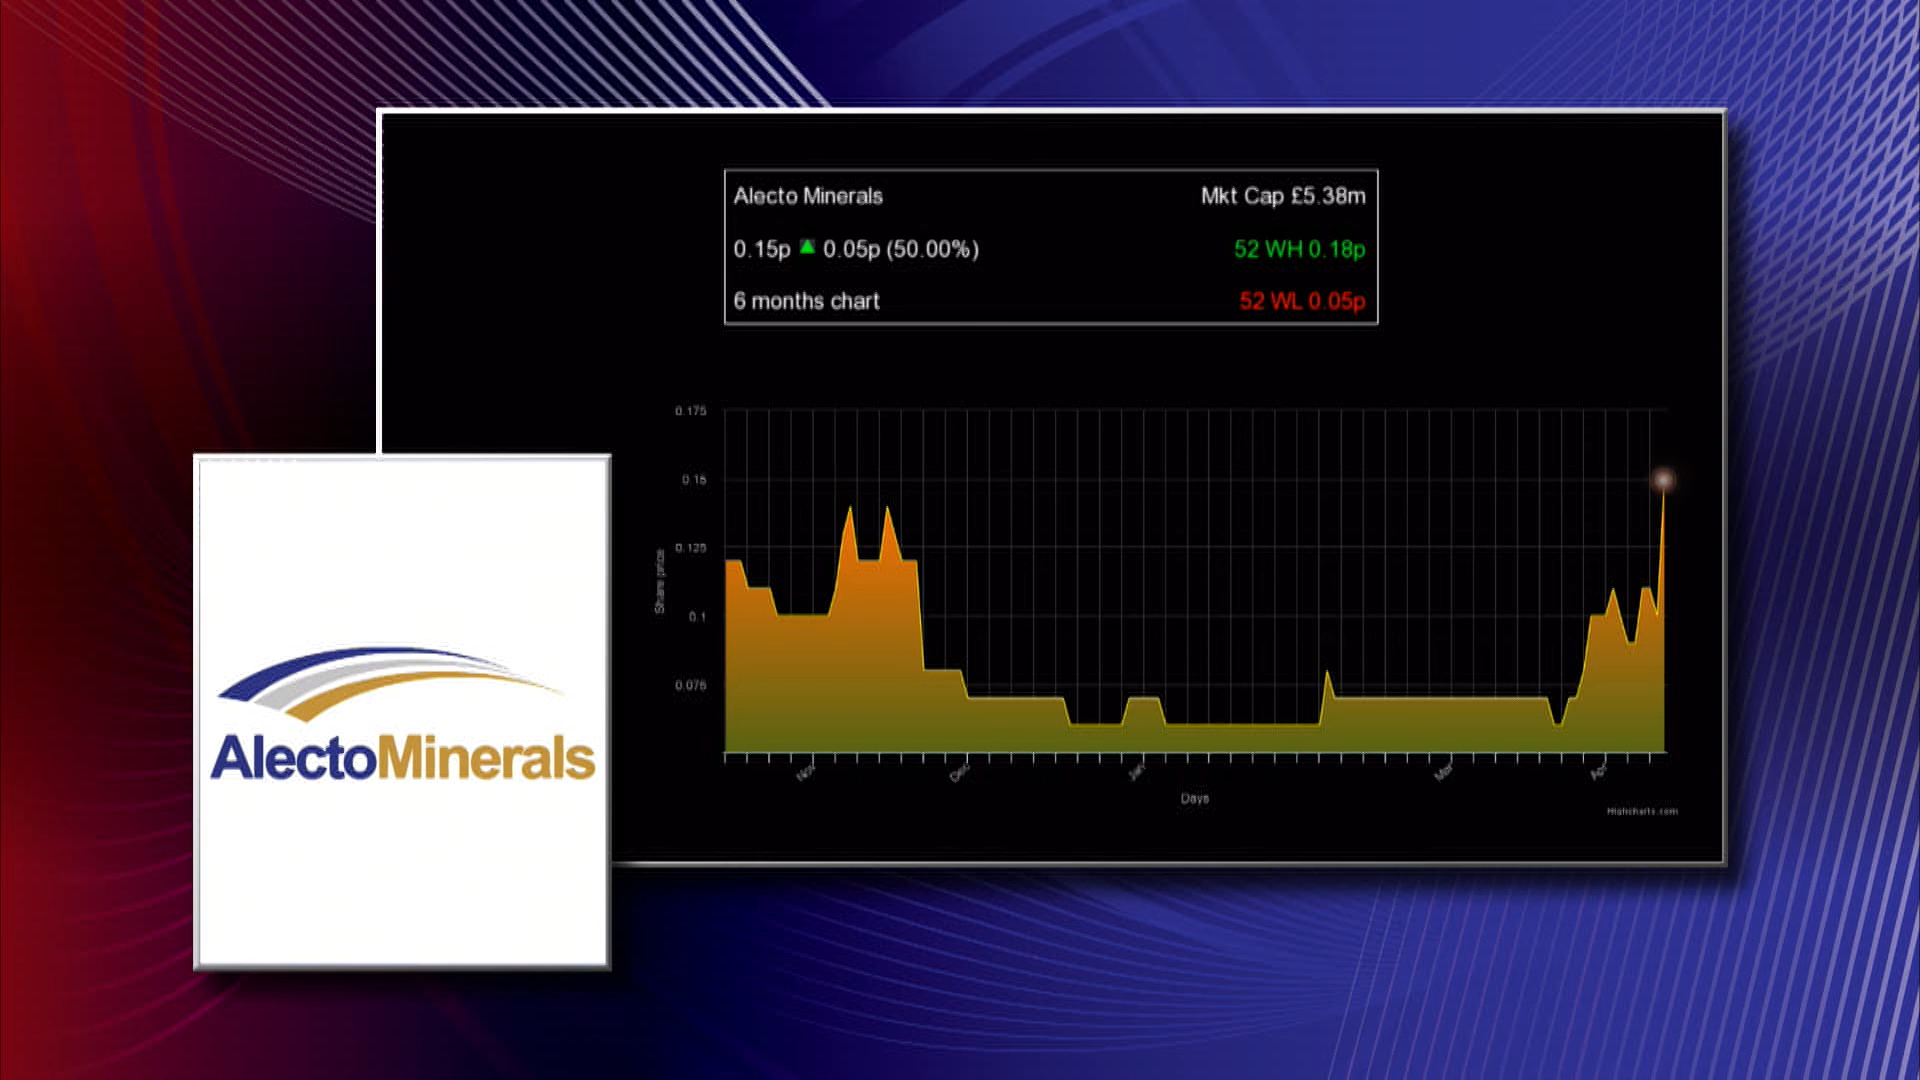 Alecto Minerals Mkt Cap £5.38m
0.15p ▲ 0.05p (50.00%) 52 WH 0.18p
6 months chart 52 WL 0.05p
0.175
0.15
0.125
0.1
0.075
Share price
Nov Dec Jan Mar Apr
Days
Highcharts.com
AlectoMinerals